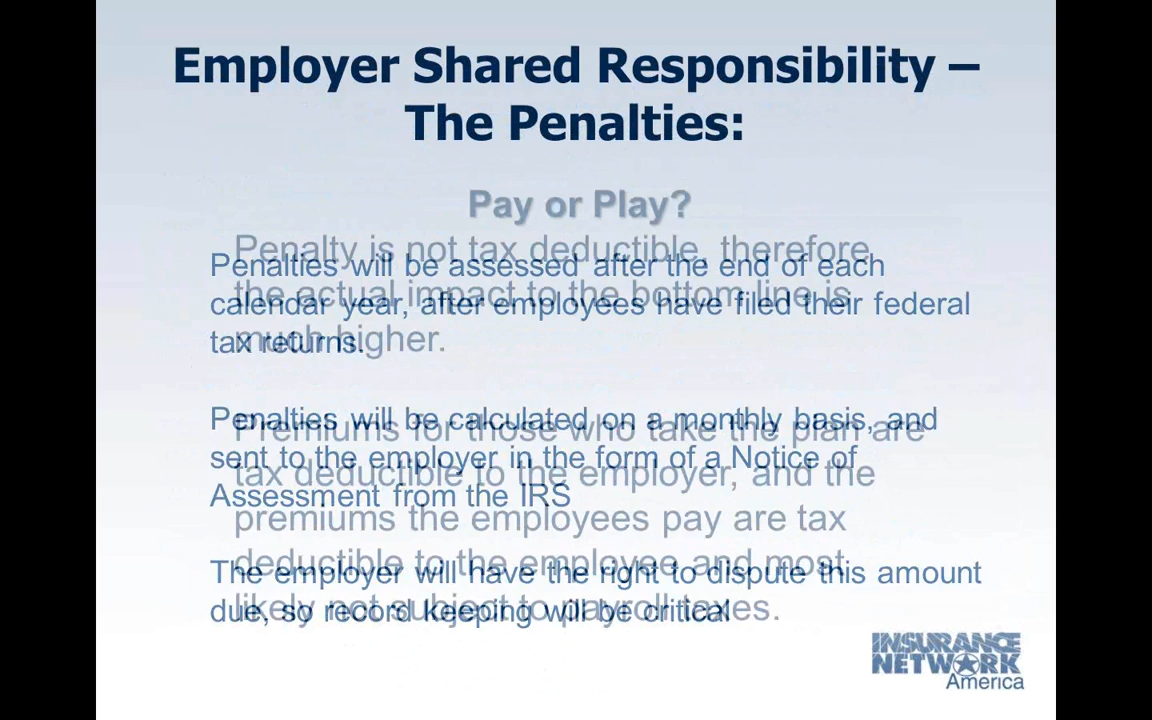 Employer Shared Responsibility –
The Penalties:
Pay or Play?
Penalty is not tax deductible, therefore
the actual impact to the bottom line is
much higher.
Premiums for those who take the plan are
tax deductible to the employer, and the
premiums the employees pay are tax
deductible to the employee and most
likely not subject to payroll taxes.
Penalties will be assessed after the end of each
calendar year, after employees have filed their federal
tax returns.
Penalties will be calculated on a monthly basis, and
sent to the employer in the form of a Notice of
Assessment from the IRS
The employer will have the right to dispute this amount
due, so record keeping will be critical
INSURANCE
NETWORK
America